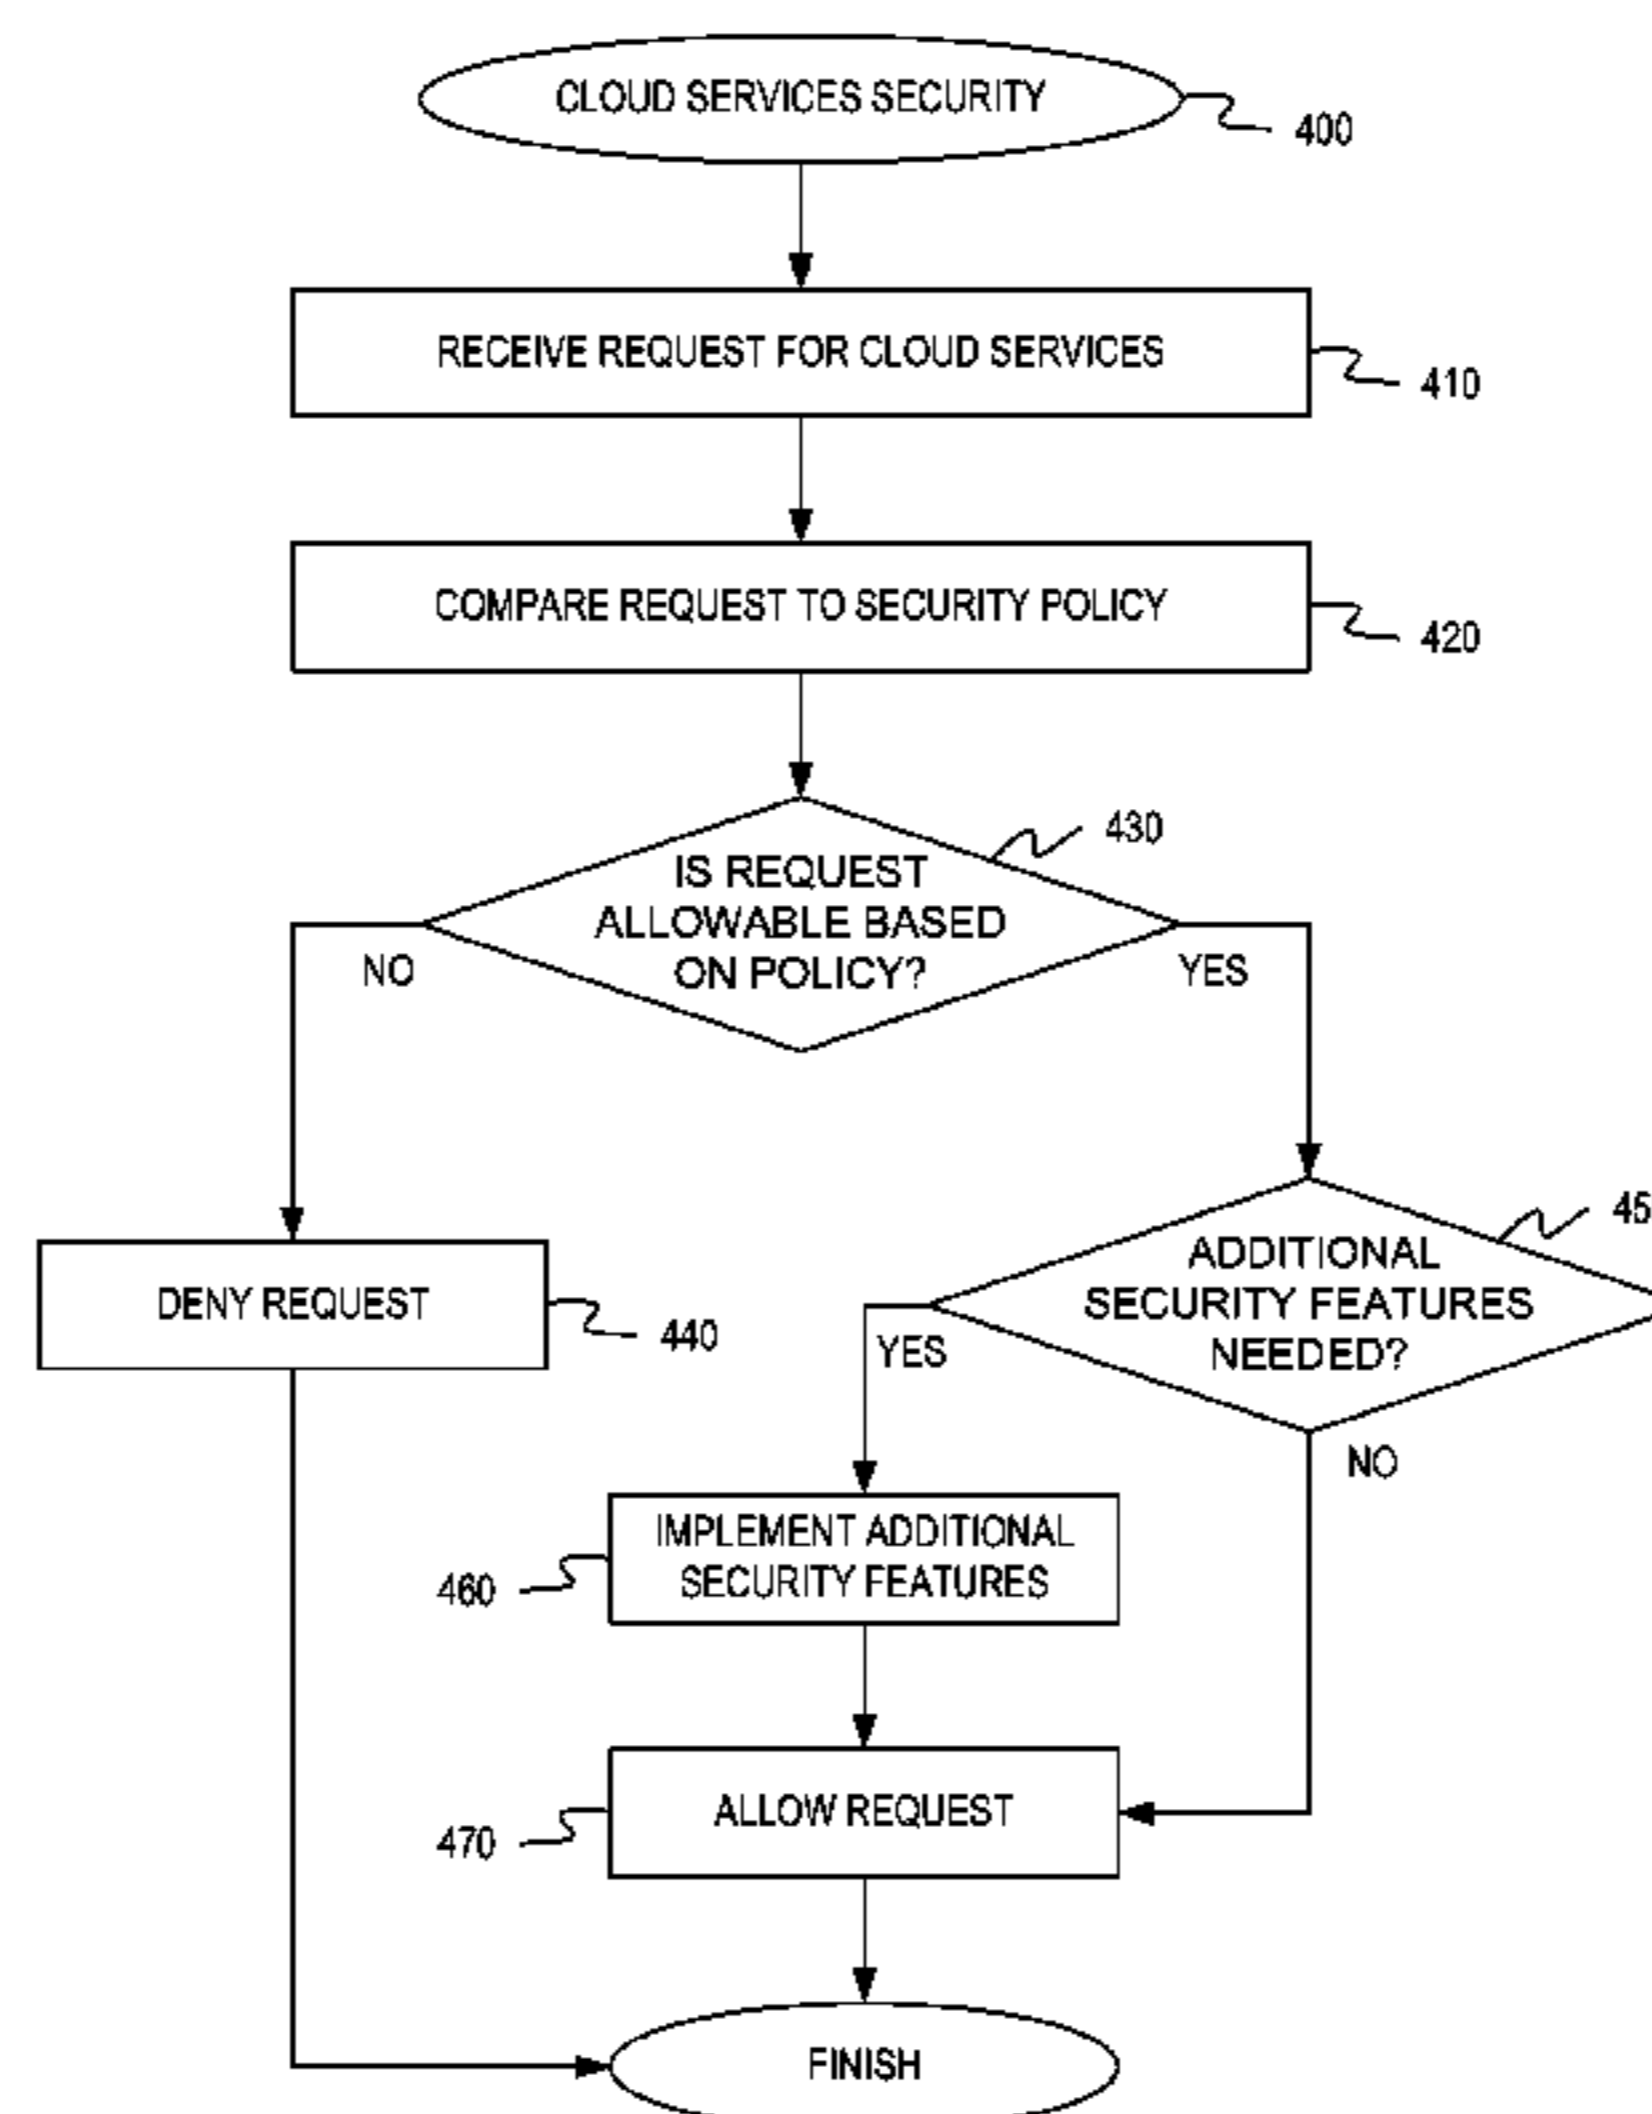 CLOUD SERVICES SECURITY
400
RECEIVE REQUEST FOR CLOUD SERVICES
410
COMPARE REQUEST TO SECURITY POLICY
420
430
IS REQUEST
ALLOWABLE BASED
ON POLICY?
NO
YES
45
ADDITIONAL
SECURITY FEATURES
NEEDED?
DENY REQUEST
440
YES
NO
IMPLEMENT ADDITIONAL
SECURITY FEATURES
460
ALLOW REQUEST
470
FINISH